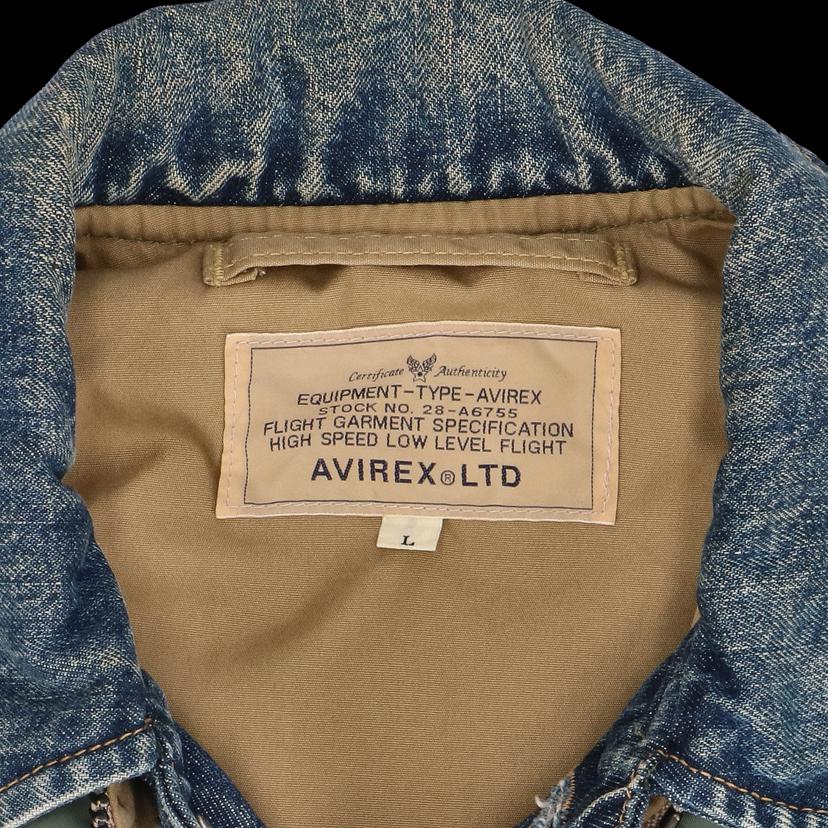 Certificate Authenticity
EQUIPMENT-TYPE-AVIREX
STOCK NO. 28-A6755
FLIGHT GARMENT SPECIFICATION
HIGH SPEED LOW LEVEL FLIGHT
AVIREX®LTD
L